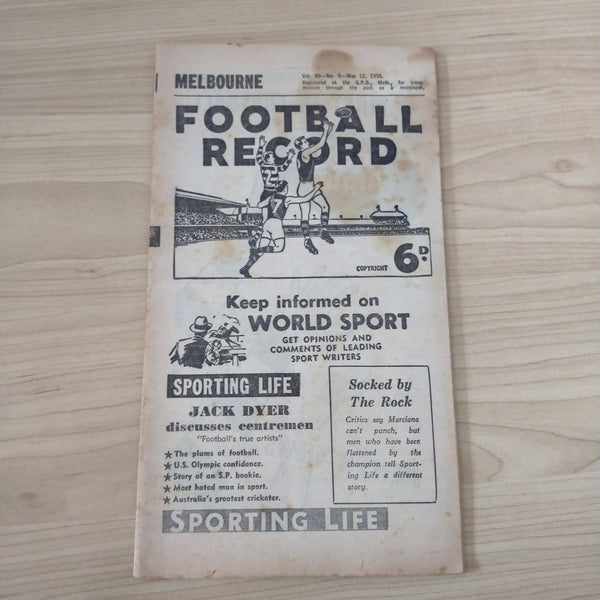 MELBOURNE
Vol. 45—No. 5—May 12, 1956.
Registered at the G.P.O., Melb., for trans-
mission through the post as a newspaper.
FOOTBALL
RECORD
2
7
COPYRIGHT 6D.
Keep informed on
WORLD SPORT
GET OPINIONS AND
COMMENTS OF LEADING
SPORT WRITERS
SPORTING LIFE
JACK DYER
discusses centremen
"Football's true artists"
★ The plums of football.
★ U.S. Olympic confidence.
★ Story of an S.P. bookie.
★ Most hated man in sport.
★ Australia's greatest cricketer.
Socked by
The Rock
Critics say Marciano
can't punch, but
men who have been
flattened by the
champion tell Sport-
ing Life a different
story.
SPORTING LIFE